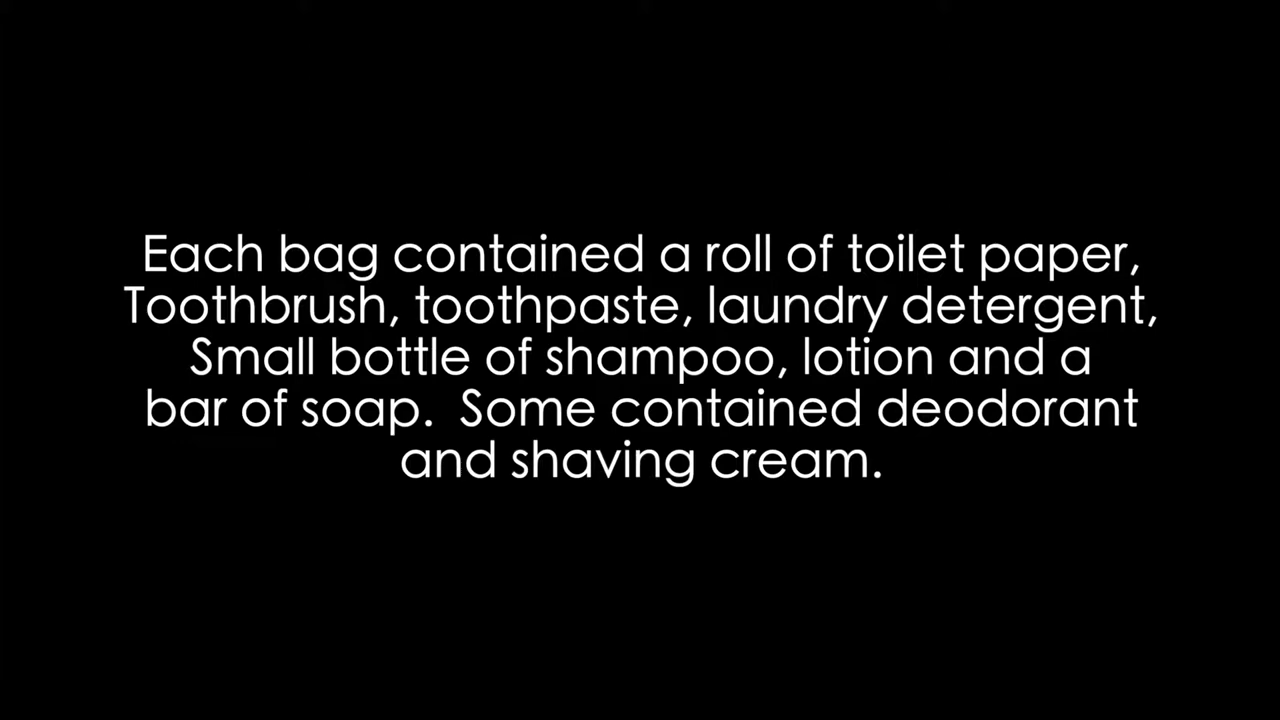 Each bag contained a roll of toilet paper,
Toothbrush, toothpaste, laundry detergent,
Small bottle of shampoo, lotion and a
bar of soap.  Some contained deodorant
and shaving cream.